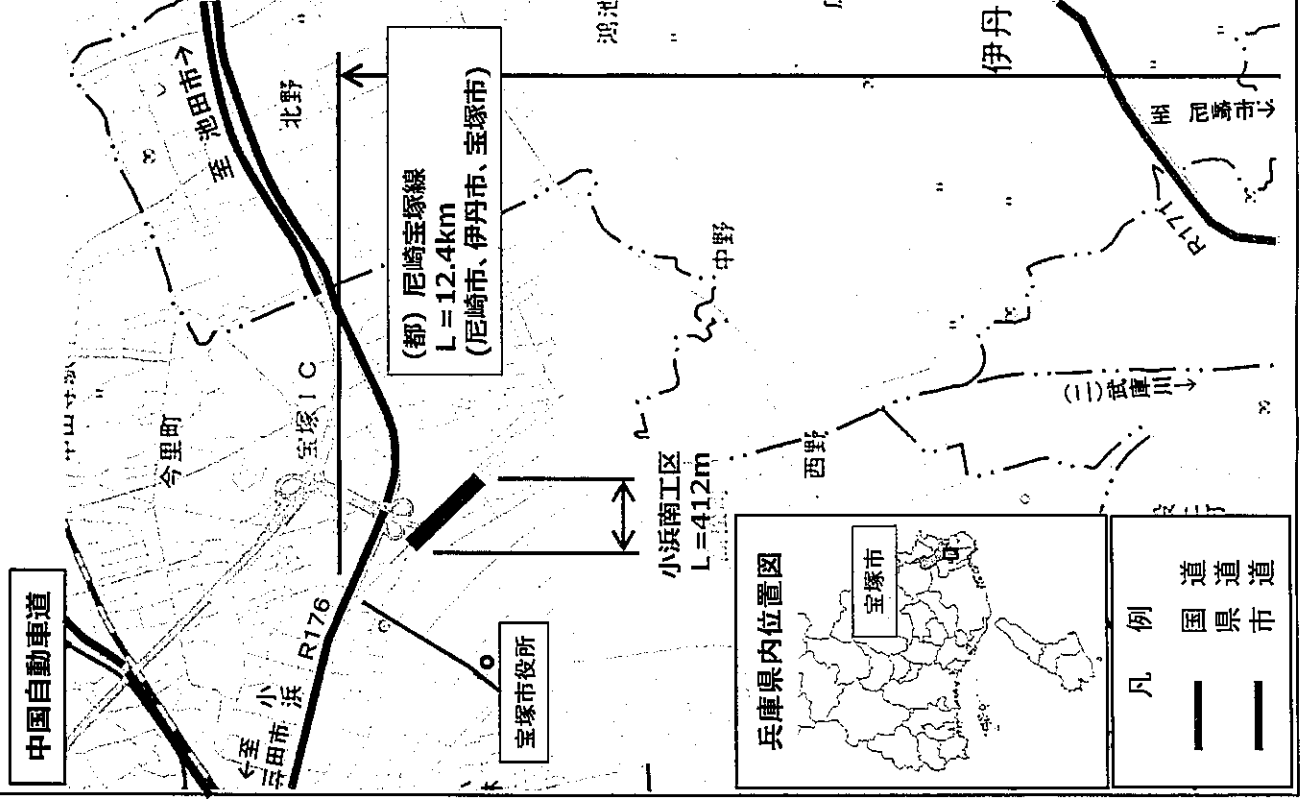 中国自動車道
今里町
至 池田市→
北野
宝塚IC
R176
←至
三田市
小浜
宝塚市役所
(都) 尼崎宝塚線
L=12.4km
(尼崎市、伊丹市、宝塚市)
小浜南工区
L=412m
鴻池
伊丹
中野
西野
R171
至 尼崎市→
(二)武庫川→
兵庫県内位置図
宝塚市
凡 例
国 道
県 道
市 道